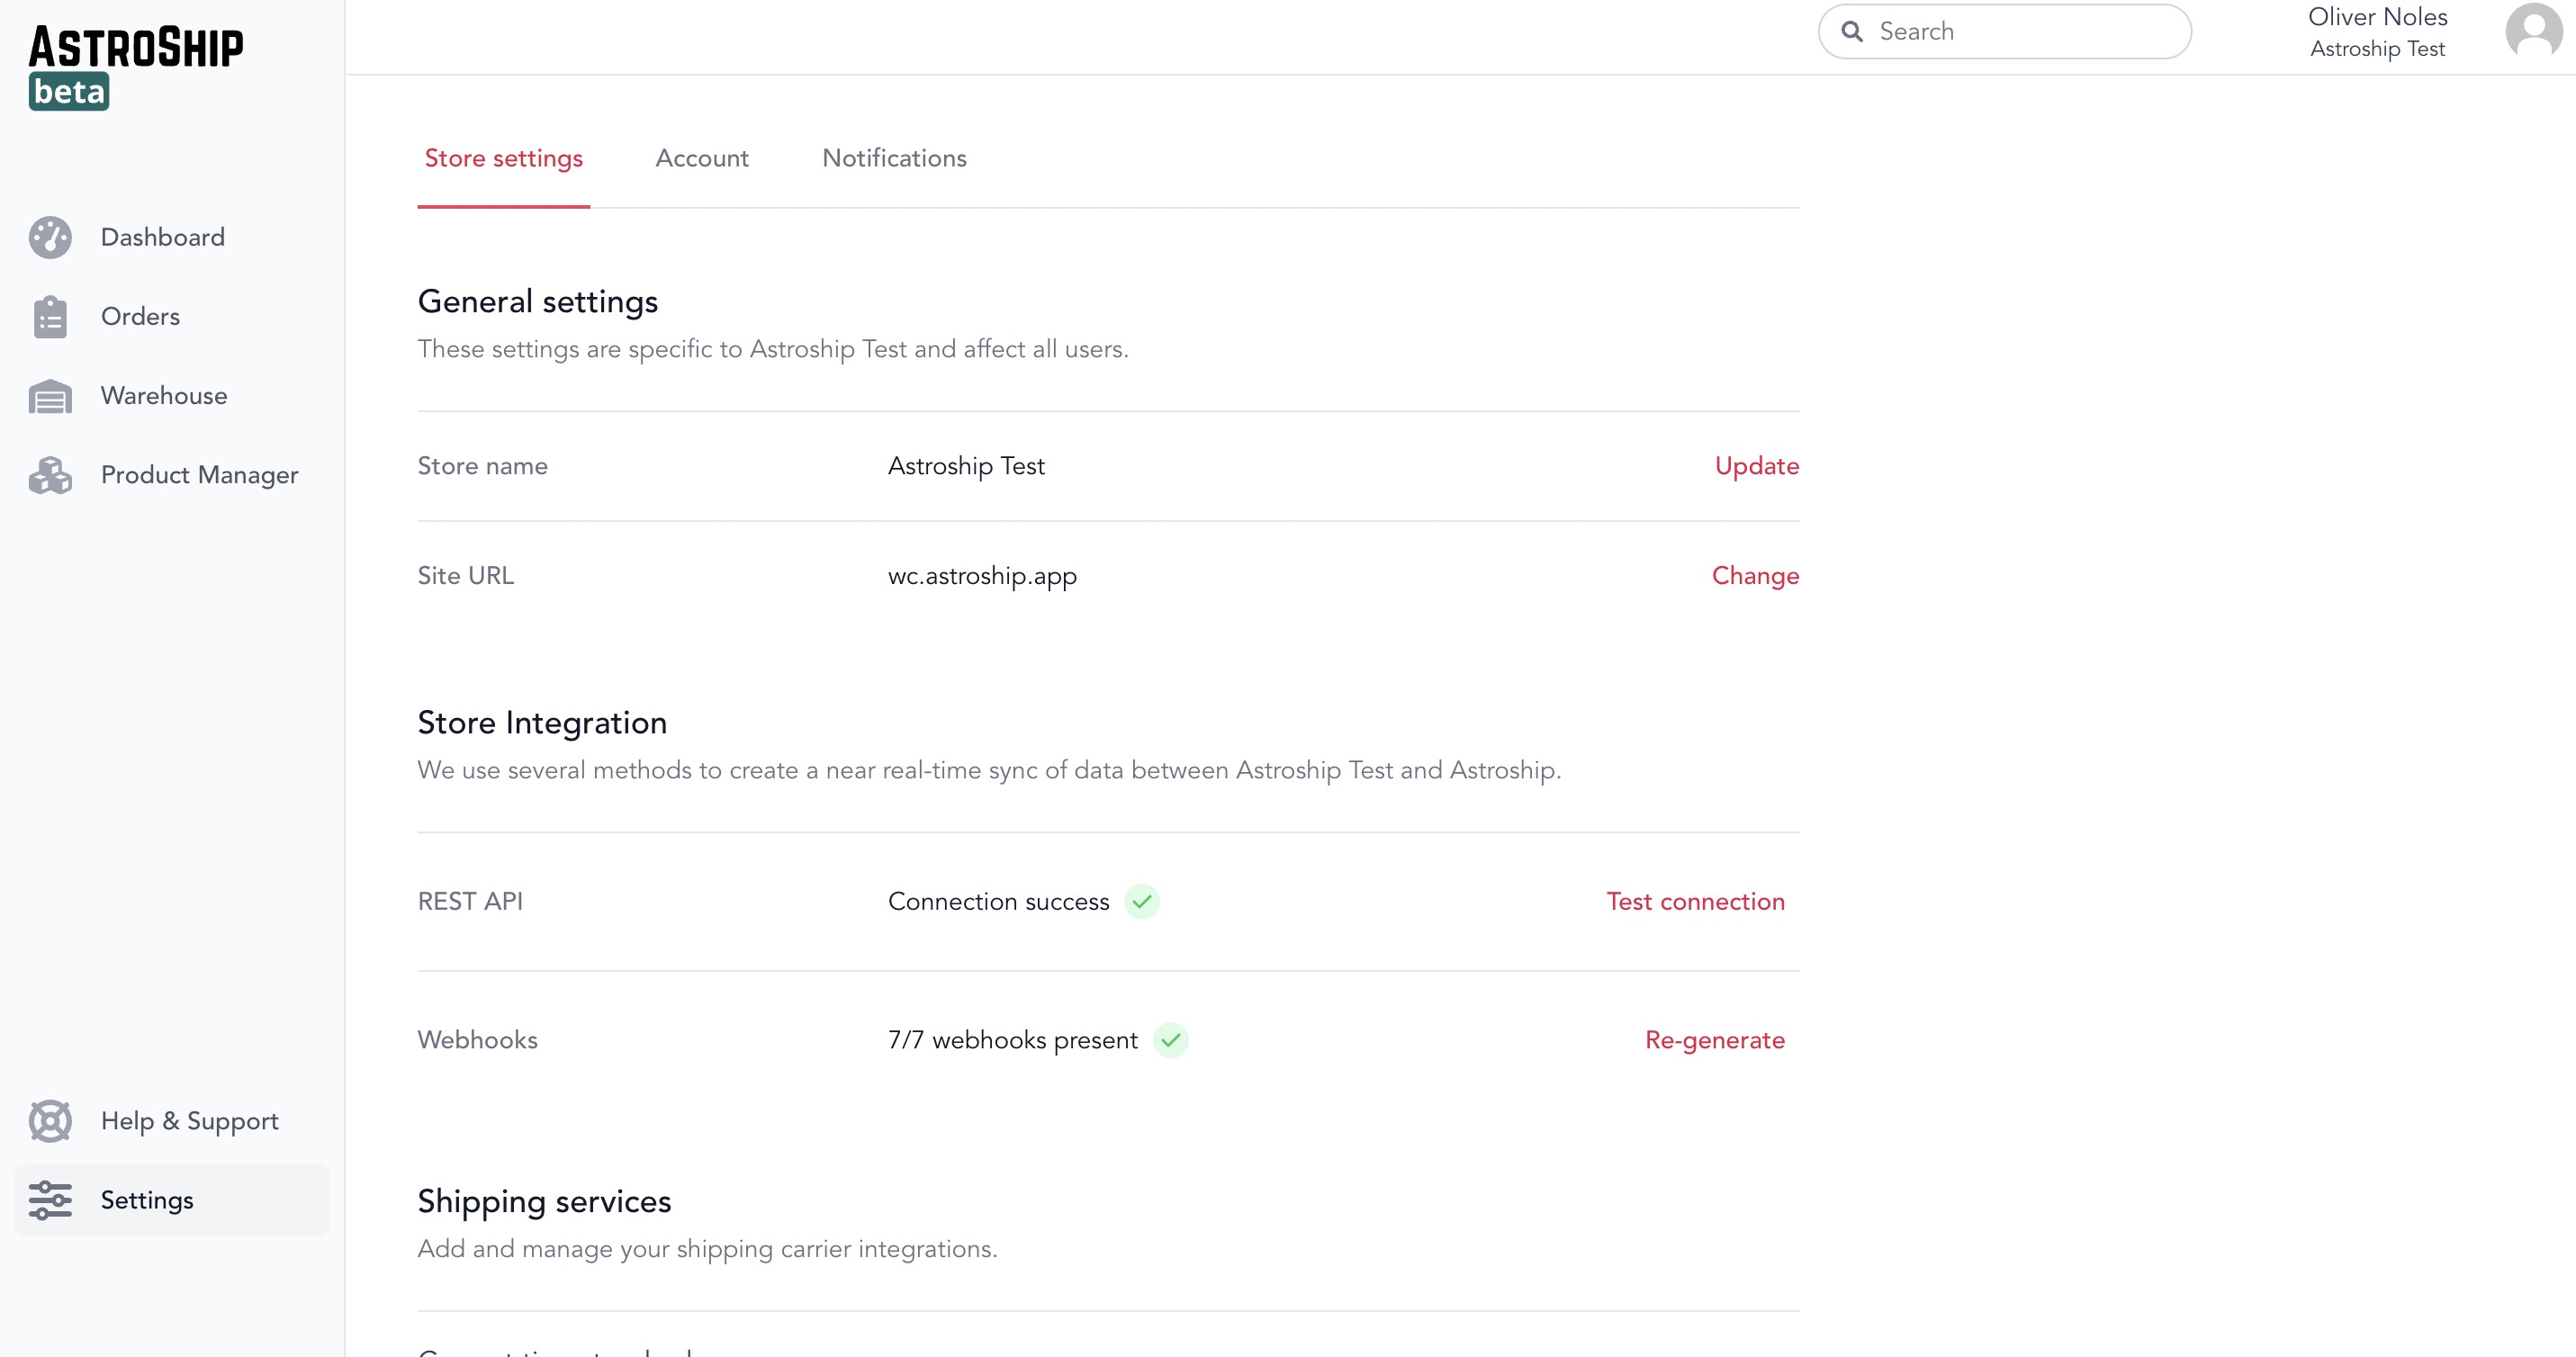 ASTROSHIP
beta
Search
Oliver Noles
Astroship Test
Dashboard
Orders
Warehouse
Product Manager
Help & Support
Settings
Store settings
Account
Notifications
General settings
These settings are specific to Astroship Test and affect all users.
Store name
Astroship Test
Update
Site URL
wc.astroship.app
Change
Store Integration
We use several methods to create a near real-time sync of data between Astroship Test and Astroship.
REST API
Connection success
Test connection
Webhooks
7/7 webhooks present
Re-generate
Shipping services
Add and manage your shipping carrier integrations.